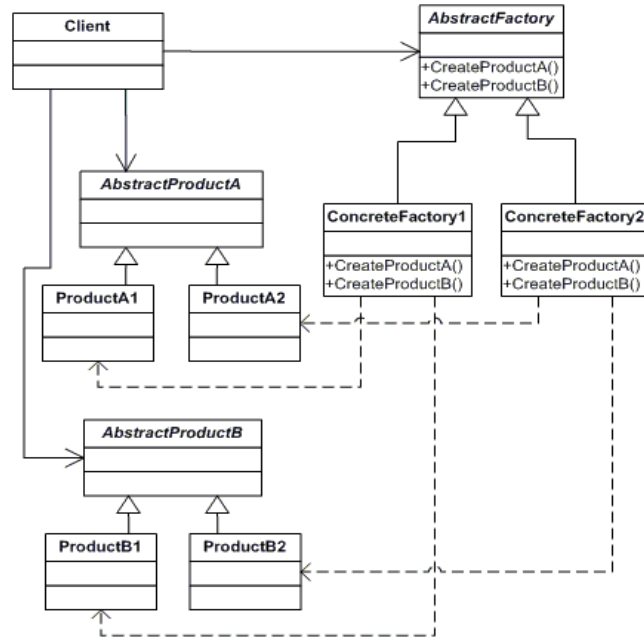 Client
AbstractFactory
+CreateProductA()
+CreateProductB()
AbstractProductA
ConcreteFactory1
+CreateProductA()
+CreateProductB()
ConcreteFactory2
+CreateProductA()
+CreateProductB()
ProductA1
ProductA2
AbstractProductB
ProductB1
ProductB2